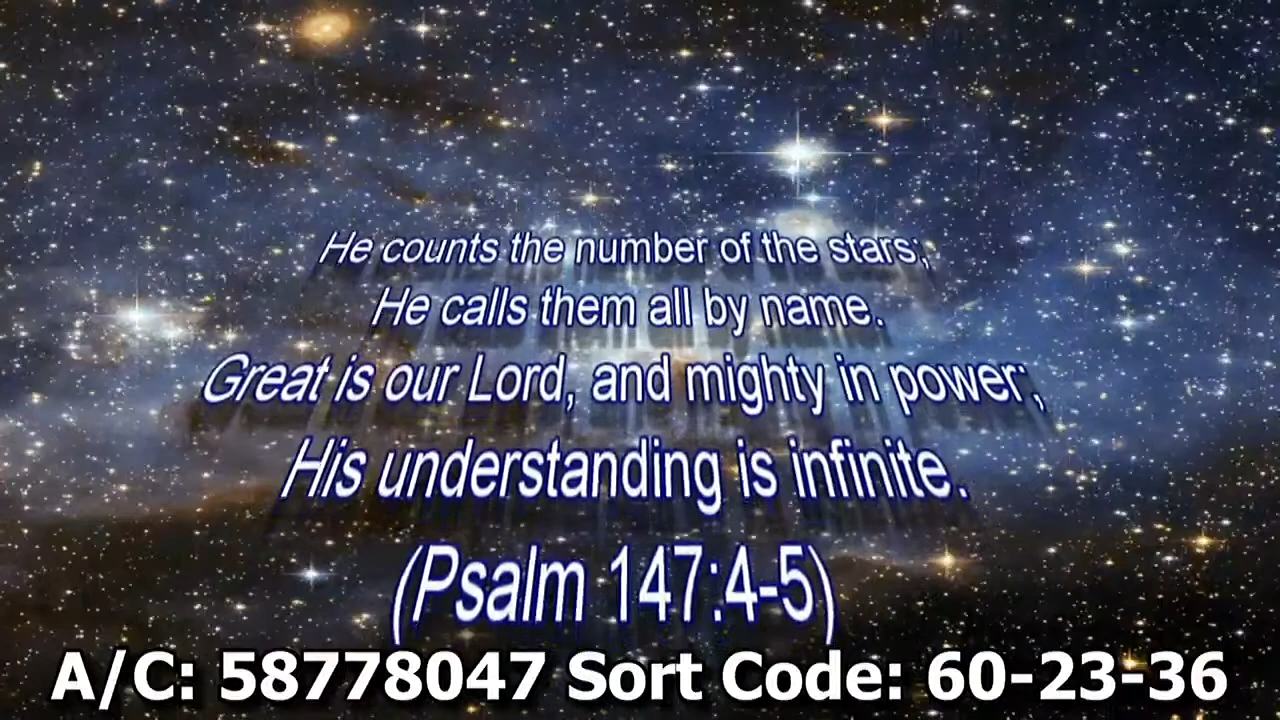 He counts the number of the stars;
He calls them all by name.
Great is our Lord, and mighty in power;
His understanding is infinite.
(Psalm 147:4-5)
A/C: 58778047 Sort Code: 60-23-36